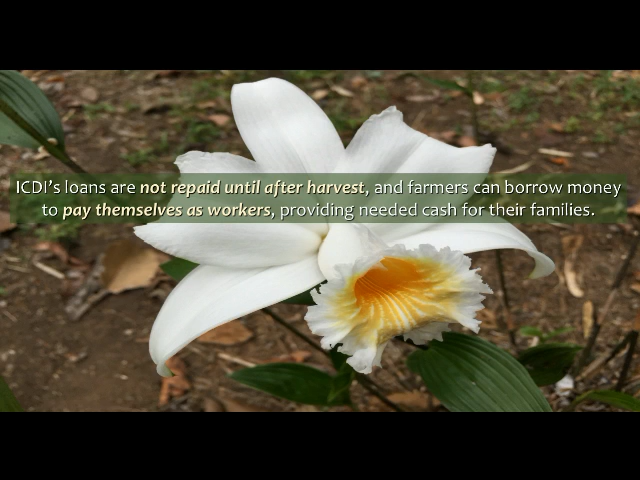 ICDI's loans are not repaid until after harvest, and farmers can borrow money
to pay themselves as workers, providing needed cash for their families.